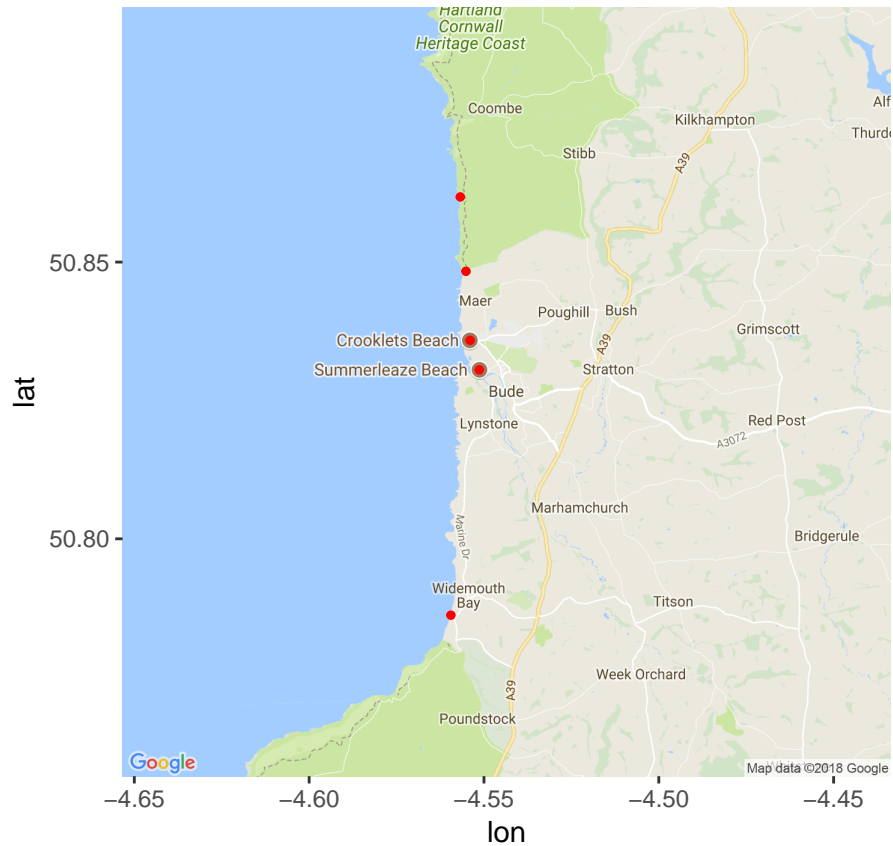 Hartland
Cornwall
Heritage Coast
Coombe
Kilkhampton
Alf
Thurdo
Stibb
A39
50.85
Maer
Poughill
Bush
Grimscott
Crooklets Beach
A39
Summerleaze Beach
Stratton
Bude
lat
Lynstone
Red Post
A3072
Marhamchurch
50.80
Marine Dr
Bridgerule
Widemouth
Bay
Titson
Week Orchard
A39
Poundstock
Google
Map data ©2018 Google
−4.65
−4.60
−4.55
−4.50
−4.45
lon